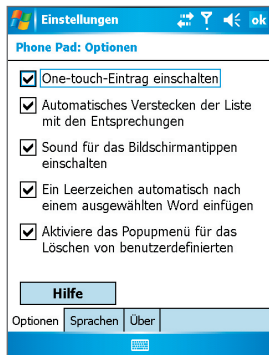 Einstellungen ok
Phone Pad: Optionen
One-touch-Eintrag einschalten
Automatisches Verstecken der Liste
mit den Entsprechungen
Sound für das Bildschirmantippen
einschalten
Ein Leerzeichen automatisch nach
einem ausgewählten Word einfügen
Aktiviere das Popupmenü für das
Löschen von benutzerdefinierten
Hilfe
Optionen Sprachen Über